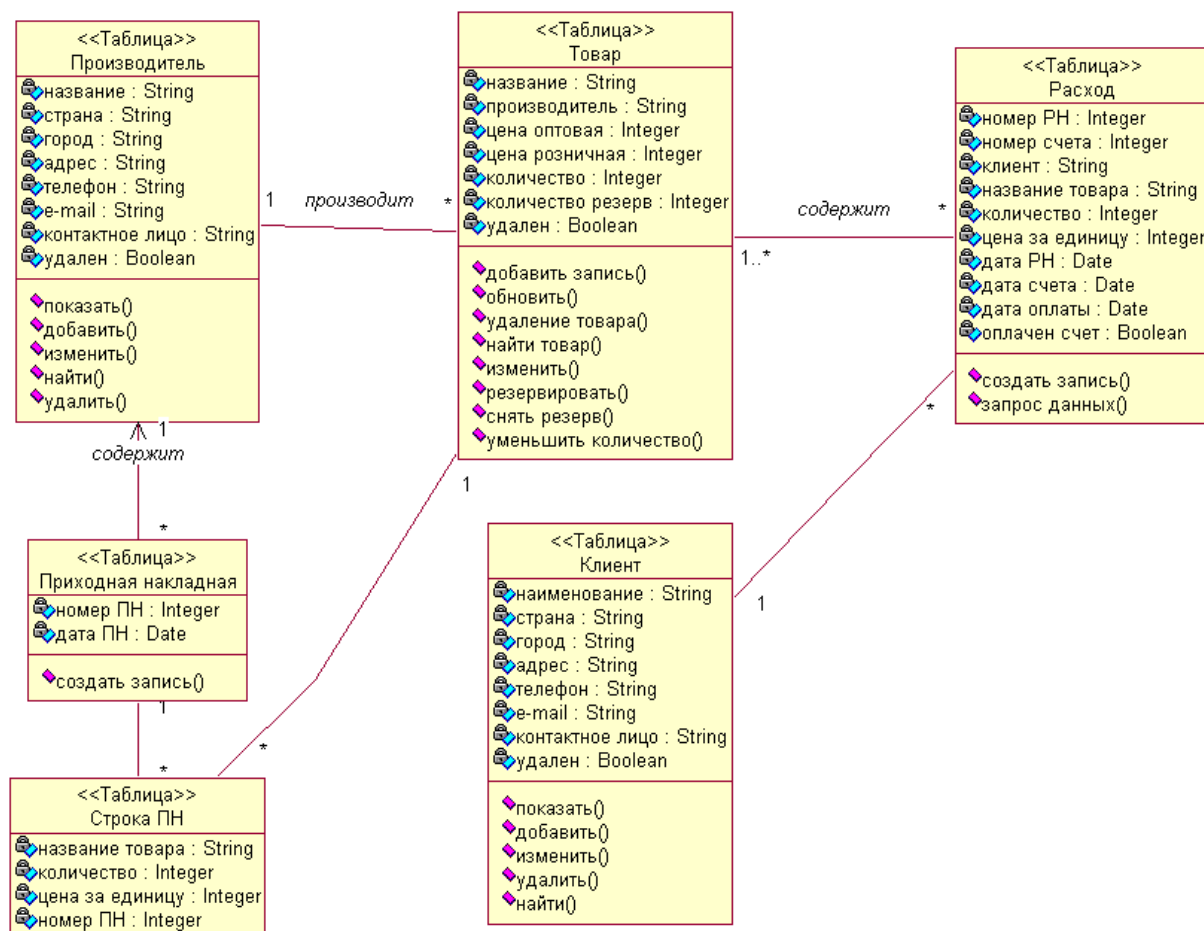 <<Таблица>>
Производитель
название : String
страна : String
город : String
адрес : String
телефон : String
e-mail : String
контактное лицо : String
удален : Boolean
показать()
добавить()
изменить()
найти()
удалить()
1
производит
*
<<Таблица>>
Товар
название : String
производитель : String
цена оптовая : Integer
цена розничная : Integer
количество : Integer
количество резерв : Integer
удален : Boolean
добавить запись()
обновить()
удаление товара()
найти товар()
изменить()
резервировать()
снять резерв()
уменьшить количество()
содержит
*
1..*
<<Таблица>>
Расход
номер РН : Integer
номер счета : Integer
клиент : String
название товара : String
количество : Integer
цена за единицу : Integer
дата РН : Date
дата счета : Date
дата оплаты : Date
оплачен счет : Boolean
создать запись()
запрос данных()
*
1
1
содержит
*
1
<<Таблица>>
Приходная накладная
номер ПН : Integer
дата ПН : Date
создать запись()
1
*
*
<<Таблица>>
Строка ПН
название товара : String
количество : Integer
цена за единицу : Integer
номер ПН : Integer
<<Таблица>>
Клиент
наименование : String
страна : String
город : String
адрес : String
телефон : String
e-mail : String
контактное лицо : String
удален : Boolean
показать()
добавить()
изменить()
удалить()
найти()